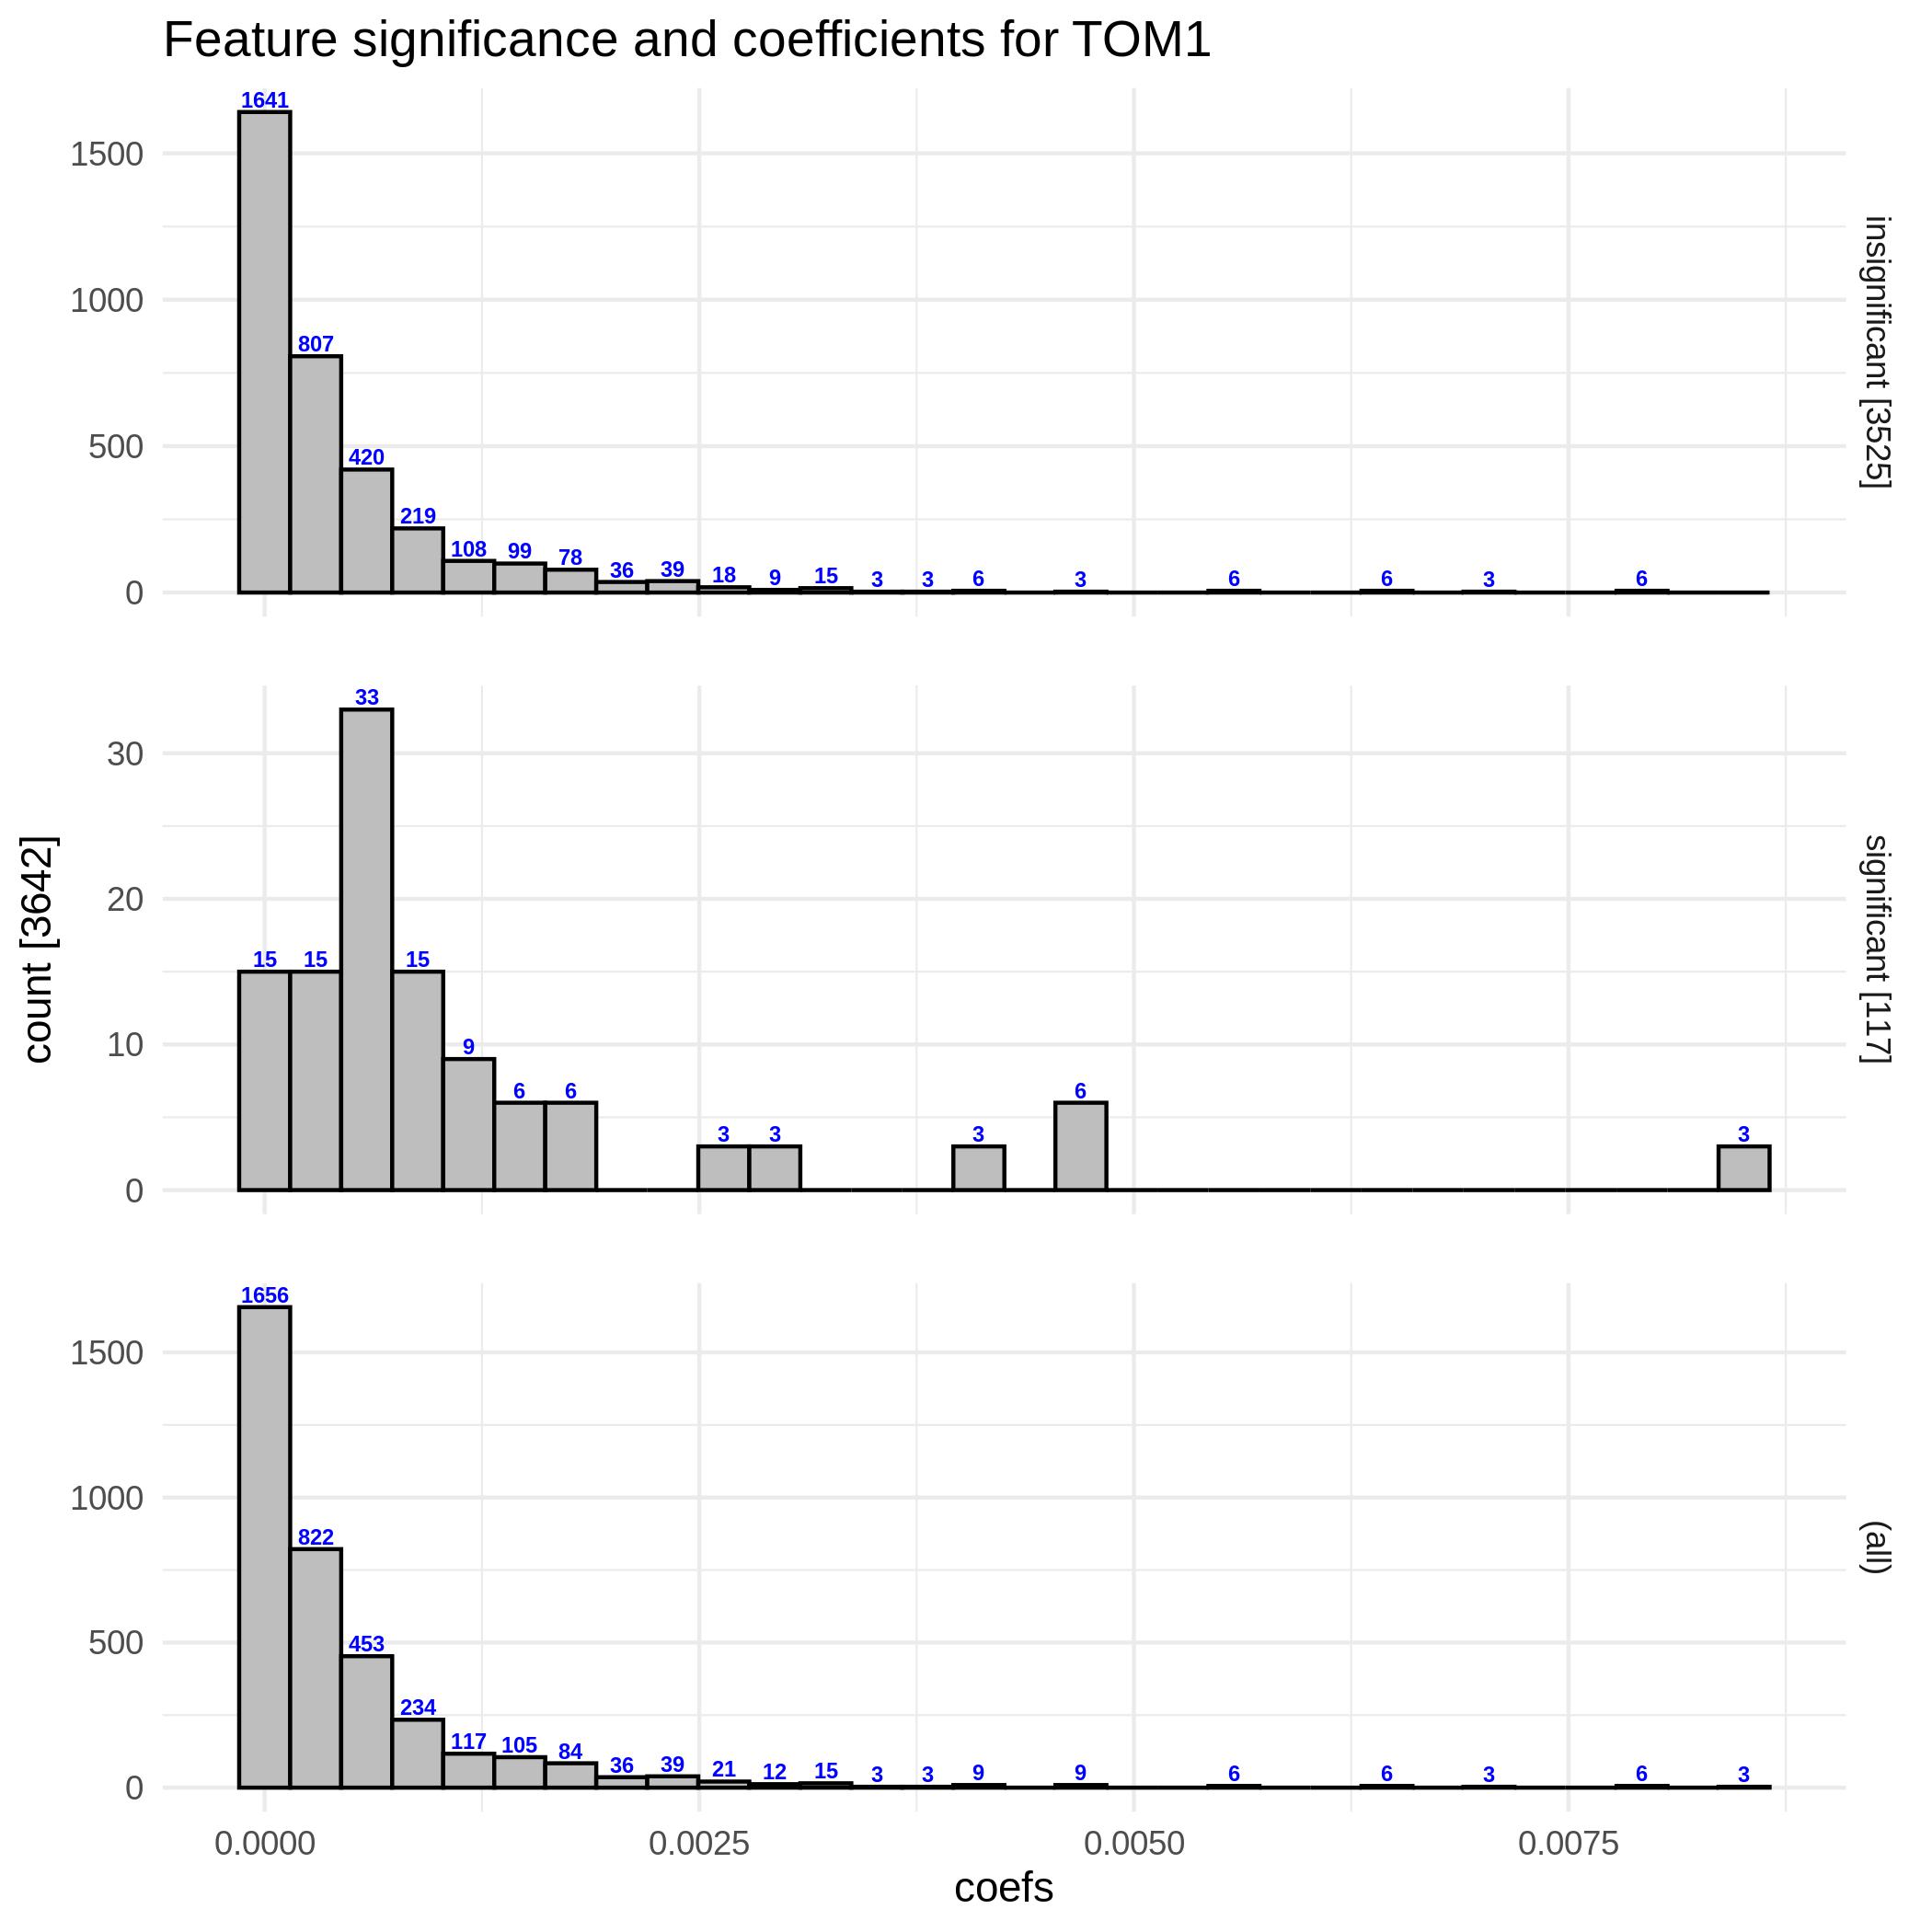 Feature significance and coefficients for TOM1
1641
1500
807
1000
500
420
219
108 99 78 36 39 18 9 15 3 3 6 3 6 6 3 6
0
insignificant [3525]
33
30
20
15 15 15
10
9
6 6 3 3 3 6 3
0
significant [117]
count [3642]
1656
1500
1000
822
500
453
234
117 105 84 36 39 21 12 15 3 3 9 9 6 6 3 6 3
0
(all)
0.0000 0.0025 0.0050 0.0075
coefs